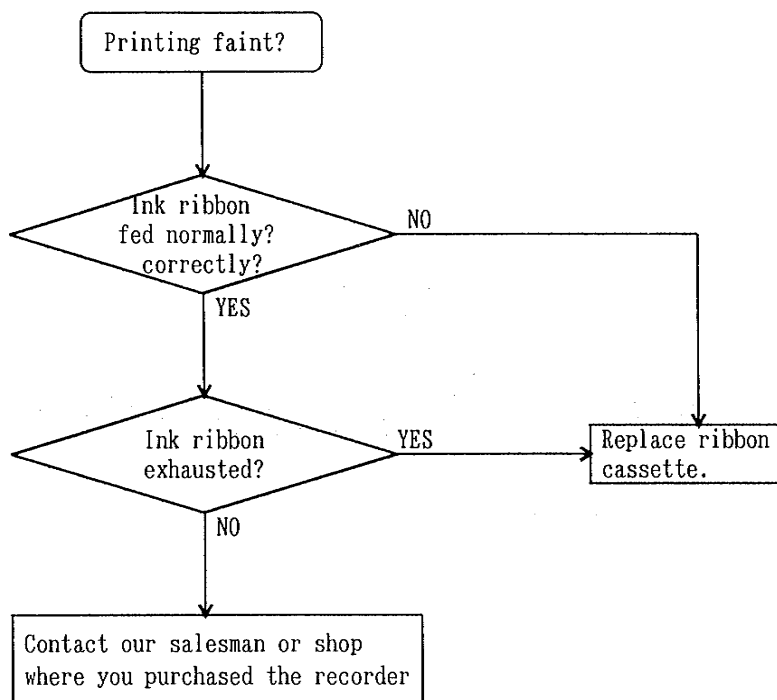 Printing faint?
Ink ribbon
fed normally?
correctly?
NO
YES
Ink ribbon
exhausted?
YES
Replace ribbon
cassette.
NO
Contact our salesman or shop
where you purchased the recorder